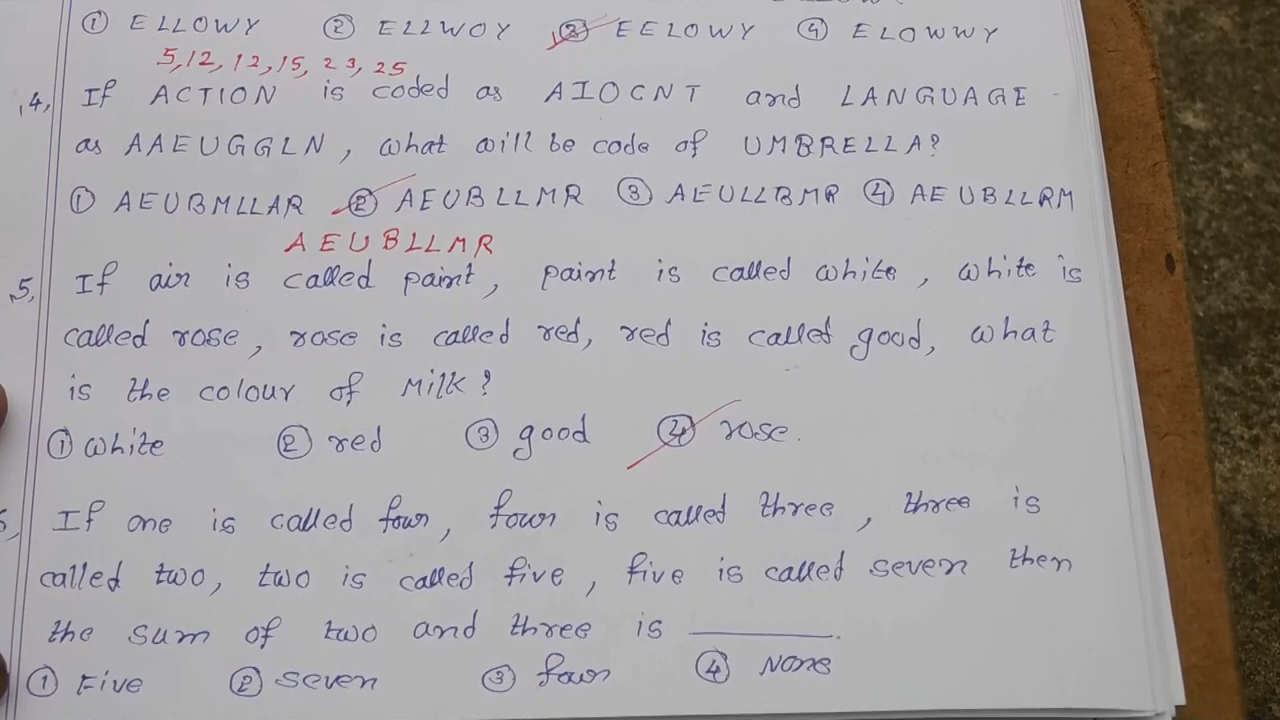 ① ELLOWY ② ELLWOY ③ EELOWY ④ ELOWWY
5,12,12,15,23,25
14, If ACTION is coded as AIOCNT and LANGUAGE
as AAEUGGLN, what will be code of UMBRELLA?
① AEUBMLLAR ② AEUBLLMR ③ AEULLBMR ④ AEUBLLRM
AEUBLLMR
5, If air is called paint, paint is called white, white is
called rose, rose is called red, red is called good, what
is the colour of Milk?
① white ② red ③ good ④ rose.
If one is called four, four is called three, three is
called two, two is called five, five is called seven then
the sum of two and three is ______.
① Five ② seven ③ four ④ None